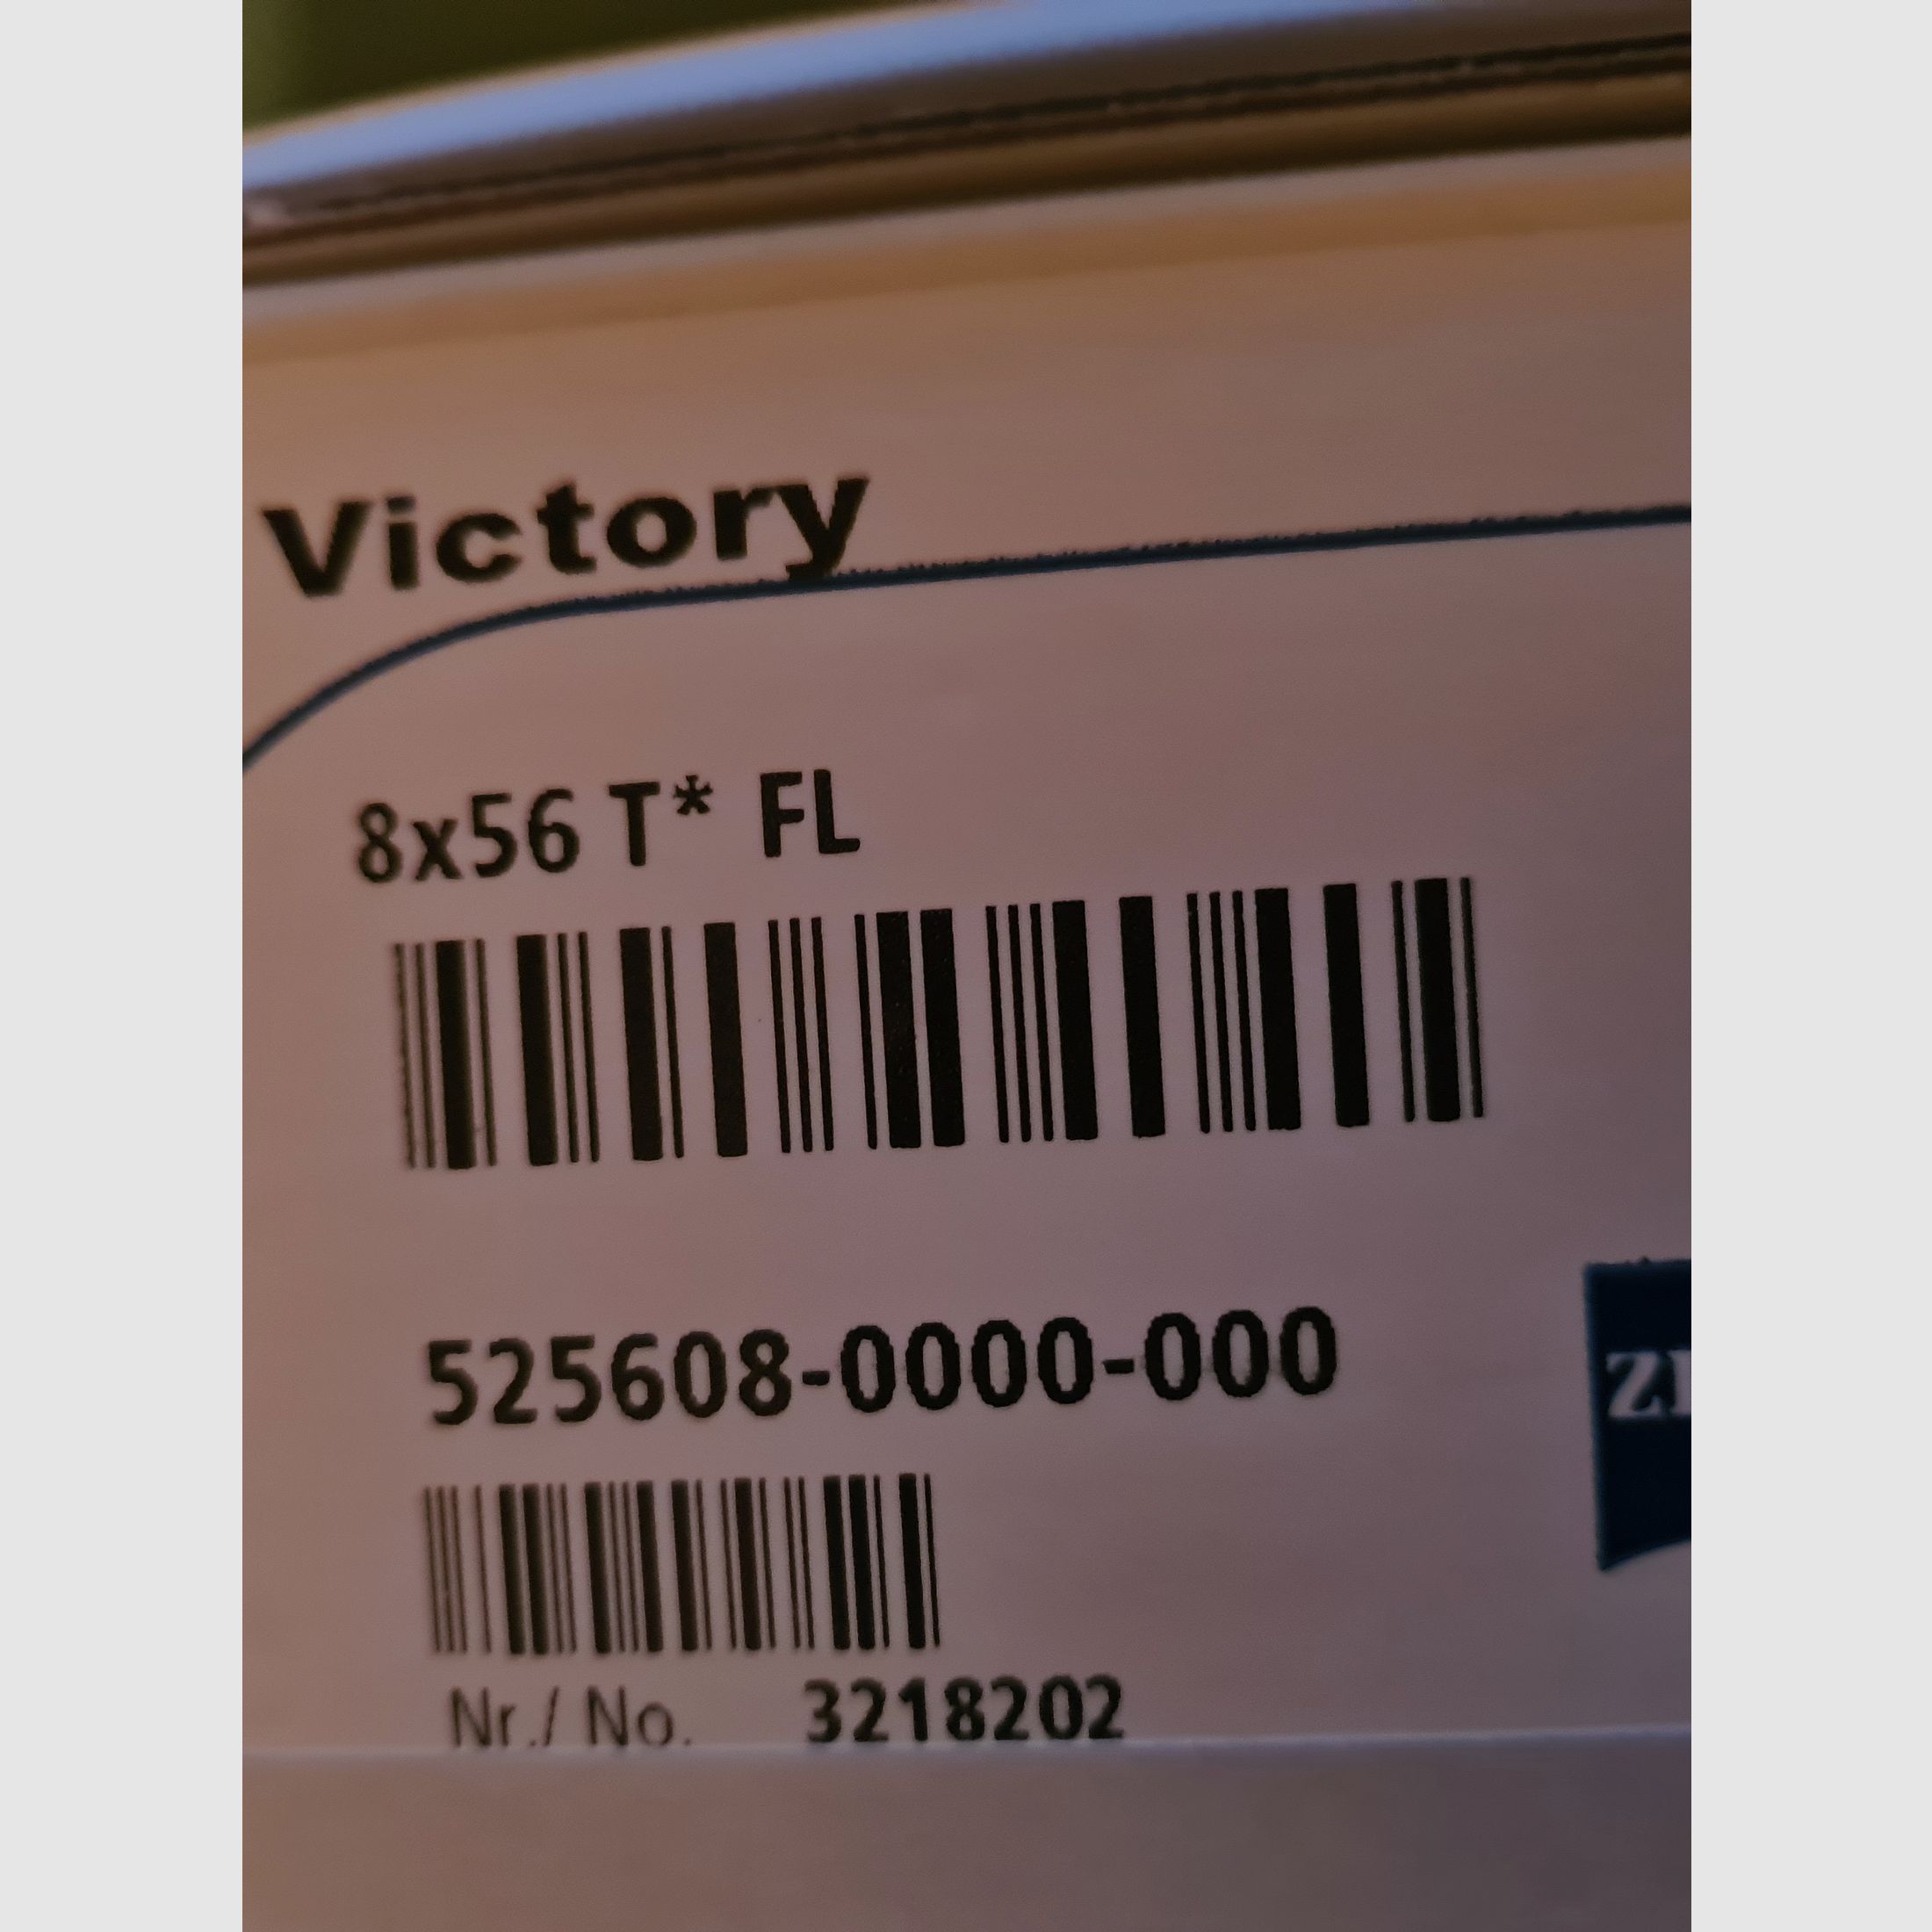 Victory
8x56 T* FL
525608-0000-000
Nr./ No. 3218202